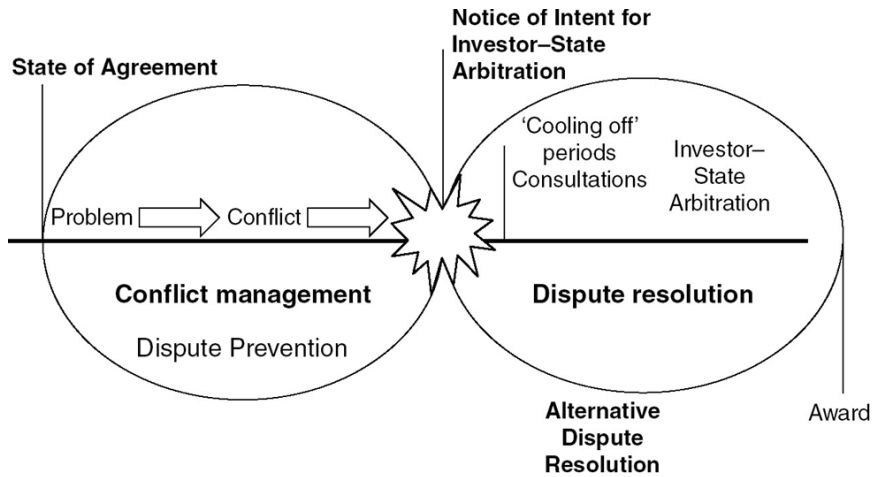 State of Agreement
Notice of Intent for
Investor–State
Arbitration
'Cooling off'
periods
Consultations
Investor–
State
Arbitration
Problem
Conflict
Conflict management
Dispute Prevention
Dispute resolution
Alternative
Dispute
Resolution
Award